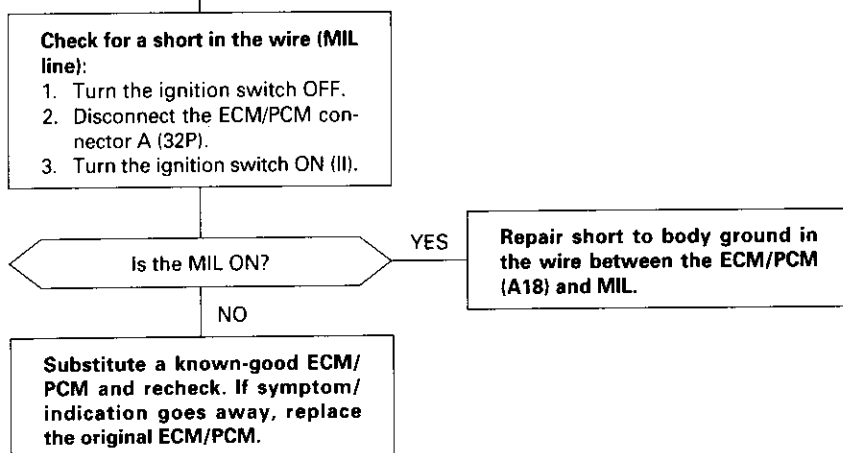 Check for a short in the wire (MIL
line):
1. Turn the ignition switch OFF.
2. Disconnect the ECM/PCM con-
nector A (32P).
3. Turn the ignition switch ON (II).
Is the MIL ON?
YES
Repair short to body ground in
the wire between the ECM/PCM
(A18) and MIL.
NO
Substitute a known-good ECM/
PCM and recheck. If symptom/
indication goes away, replace
the original ECM/PCM.